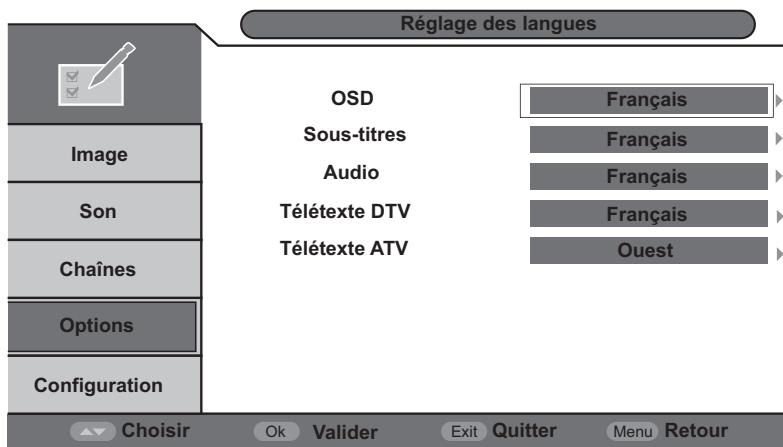 Réglage des langues
OSD Français
Sous-titres Français
Audio Français
Télétexte DTV Français
Télétexte ATV Ouest
Image
Son
Chaînes
Options
Configuration
Choisir Ok Valider Exit Quitter Menu Retour